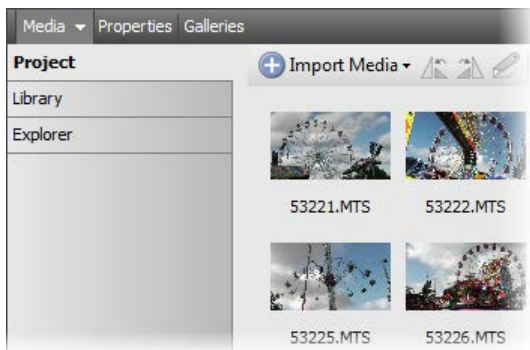 Media Properties Galleries
Project
Import Media
Library
Explorer
53221.MTS 53222.MTS
53225.MTS 53226.MTS